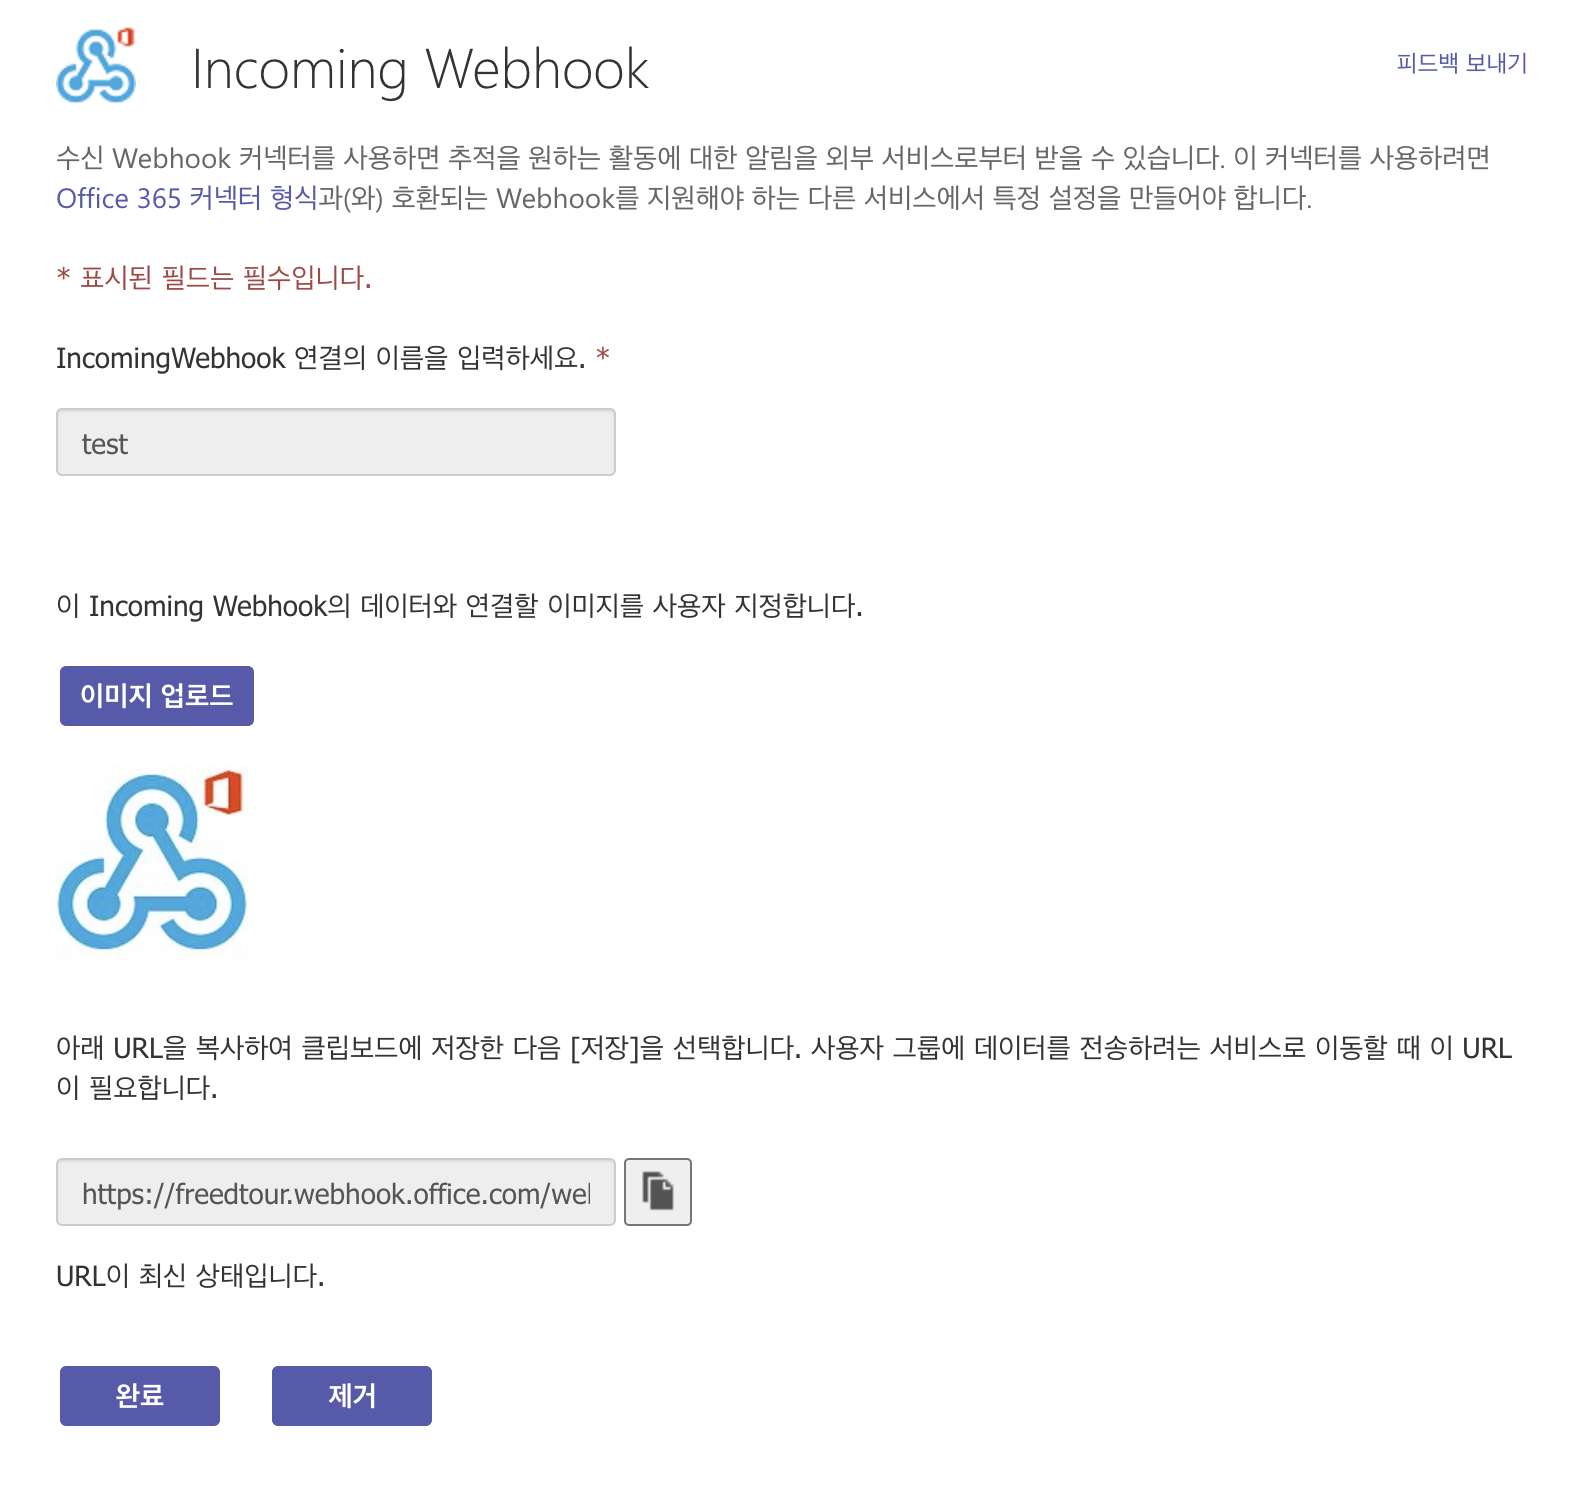 Incoming Webhook
피드백 보내기
수신 Webhook 커넥터를 사용하면 추적을 원하는 활동에 대한 알림을 외부 서비스로부터 받을 수 있습니다. 이 커넥터를 사용하려면
Office 365 커넥터 형식과(와) 호환되는 Webhook를 지원해야 하는 다른 서비스에서 특정 설정을 만들어야 합니다.
* 표시된 필드는 필수입니다.
IncomingWebhook 연결의 이름을 입력하세요. *
test
이 Incoming Webhook의 데이터와 연결할 이미지를 사용자 지정합니다.
이미지 업로드
아래 URL을 복사하여 클립보드에 저장한 다음 [저장]을 선택합니다. 사용자 그룹에 데이터를 전송하려는 서비스로 이동할 때 이 URL
이 필요합니다.
https://freedtour.webhook.office.com/we
URL이 최신 상태입니다.
완료
제거